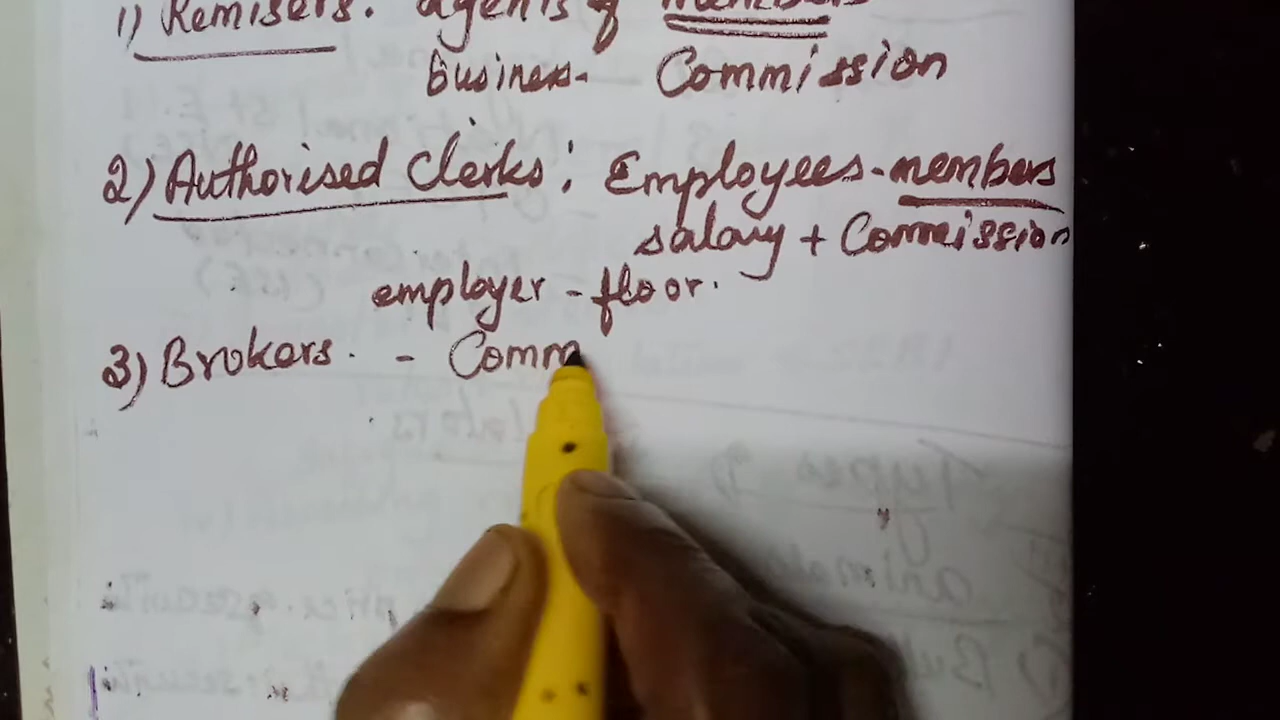 1) Remisers. agents of members
business- Commission
2) Authorised Clerks: Employees-members
salary + Commission
employer - floor.
3) Brokers. - Comm